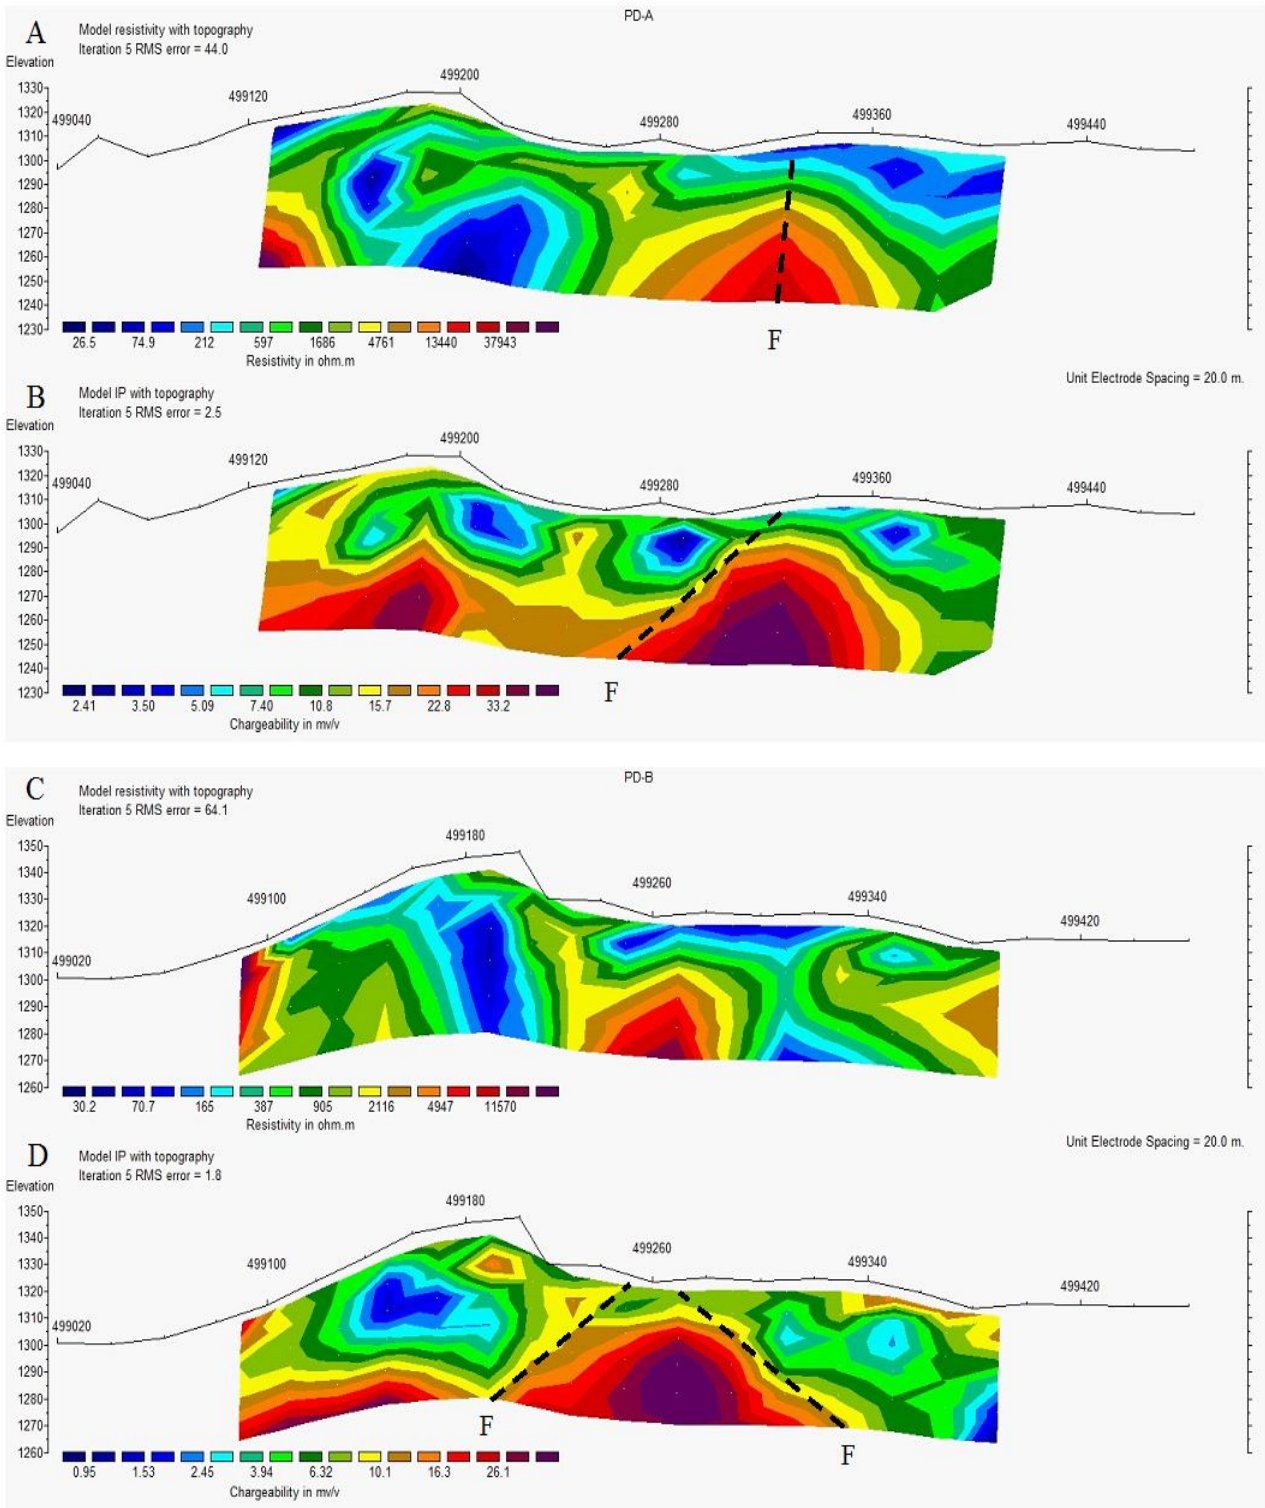 PD-A
A
Model resistivity with topography
Iteration 5 RMS error = 44.0
Elevation
499040
499120
499200
499280
499360
499440
1330
1320
1310
1300
1290
1280
1270
1260
1250
1240
1230
26.5 74.9 212 597 1686 4761 13440 37943
Resistivity in ohm.m
F
Unit Electrode Spacing = 20.0 m.
B
Model IP with topography
Iteration 5 RMS error = 2.5
Elevation
499040
499120
499200
499280
499360
499440
1330
1320
1310
1300
1290
1280
1270
1260
1250
1240
1230
2.41 3.50 5.09 7.40 10.8 15.7 22.8 33.2
Chargeability in mv/v
F
PD-B
C
Model resistivity with topography
Iteration 5 RMS error = 64.1
Elevation
499020
499100
499180
499260
499340
499420
1350
1340
1330
1320
1310
1300
1290
1280
1270
1260
30.2 70.7 165 387 905 2116 4947 11570
Resistivity in ohm.m
Unit Electrode Spacing = 20.0 m.
D
Model IP with topography
Iteration 5 RMS error = 1.8
Elevation
499020
499100
499180
499260
499340
499420
1350
1340
1330
1320
1310
1300
1290
1280
1270
1260
F
F
0.95 1.53 2.45 3.94 6.32 10.1 16.3 26.1
Chargeability in mv/v